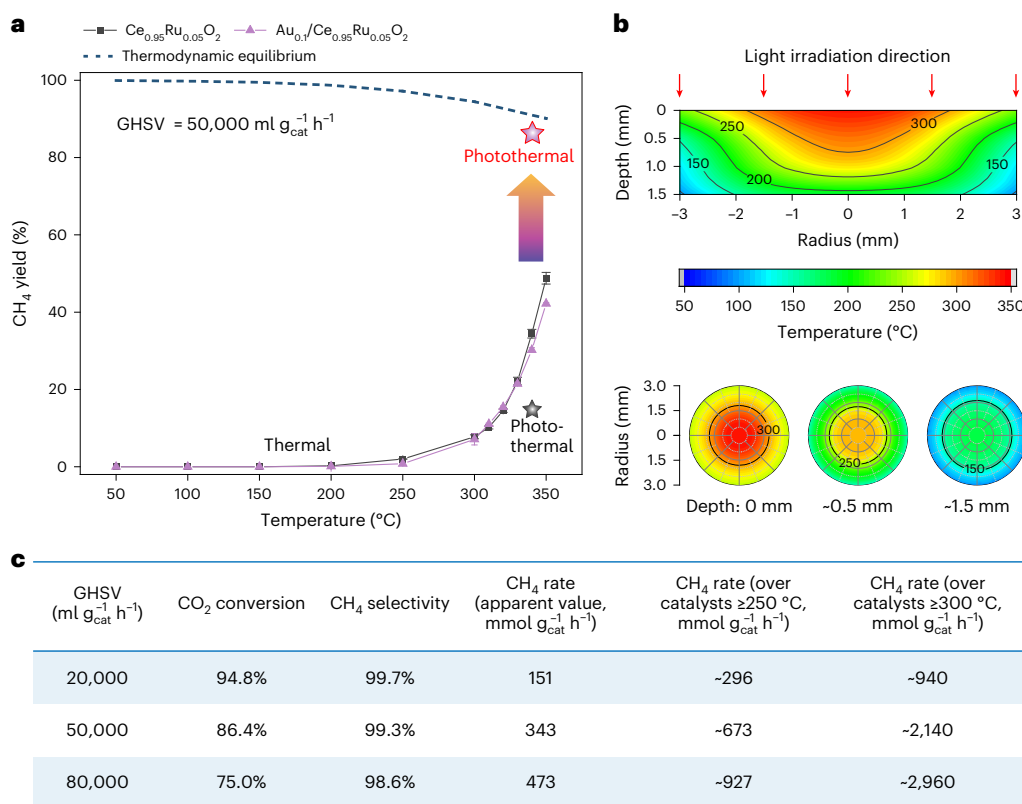 a
Ce0.95Ru0.05O2 Au0.1/Ce0.95Ru0.05O2
Thermodynamic equilibrium
100
80
60
40
20
0
CH4 yield (%)
GHSV = 50,000 ml gcat−1 h−1
Photothermal
Thermal
Photo-
thermal
50 100 150 200 250 300 350
Temperature (°C)
b
Light irradiation direction
0
0.5
1.0
1.5
Depth (mm)
250 300
150 200 150
−3 −2 −1 0 1 2 3
Radius (mm)
50 100 150 200 250 300 350
Temperature (°C)
3.0
1.5
0
1.5
3.0
Radius (mm)
300
250
150
Depth: 0 mm ~0.5 mm ~1.5 mm
c
GHSV
(ml gcat−1 h−1)
CO2 conversion
CH4 selectivity
CH4 rate
(apparent value,
mmol gcat−1 h−1)
CH4 rate (over
catalysts ≥250 °C,
mmol gcat−1 h−1)
CH4 rate (over
catalysts ≥300 °C,
mmol gcat−1 h−1)
20,000 94.8% 99.7% 151 ~296 ~940
50,000 86.4% 99.3% 343 ~673 ~2,140
80,000 75.0% 98.6% 473 ~927 ~2,960